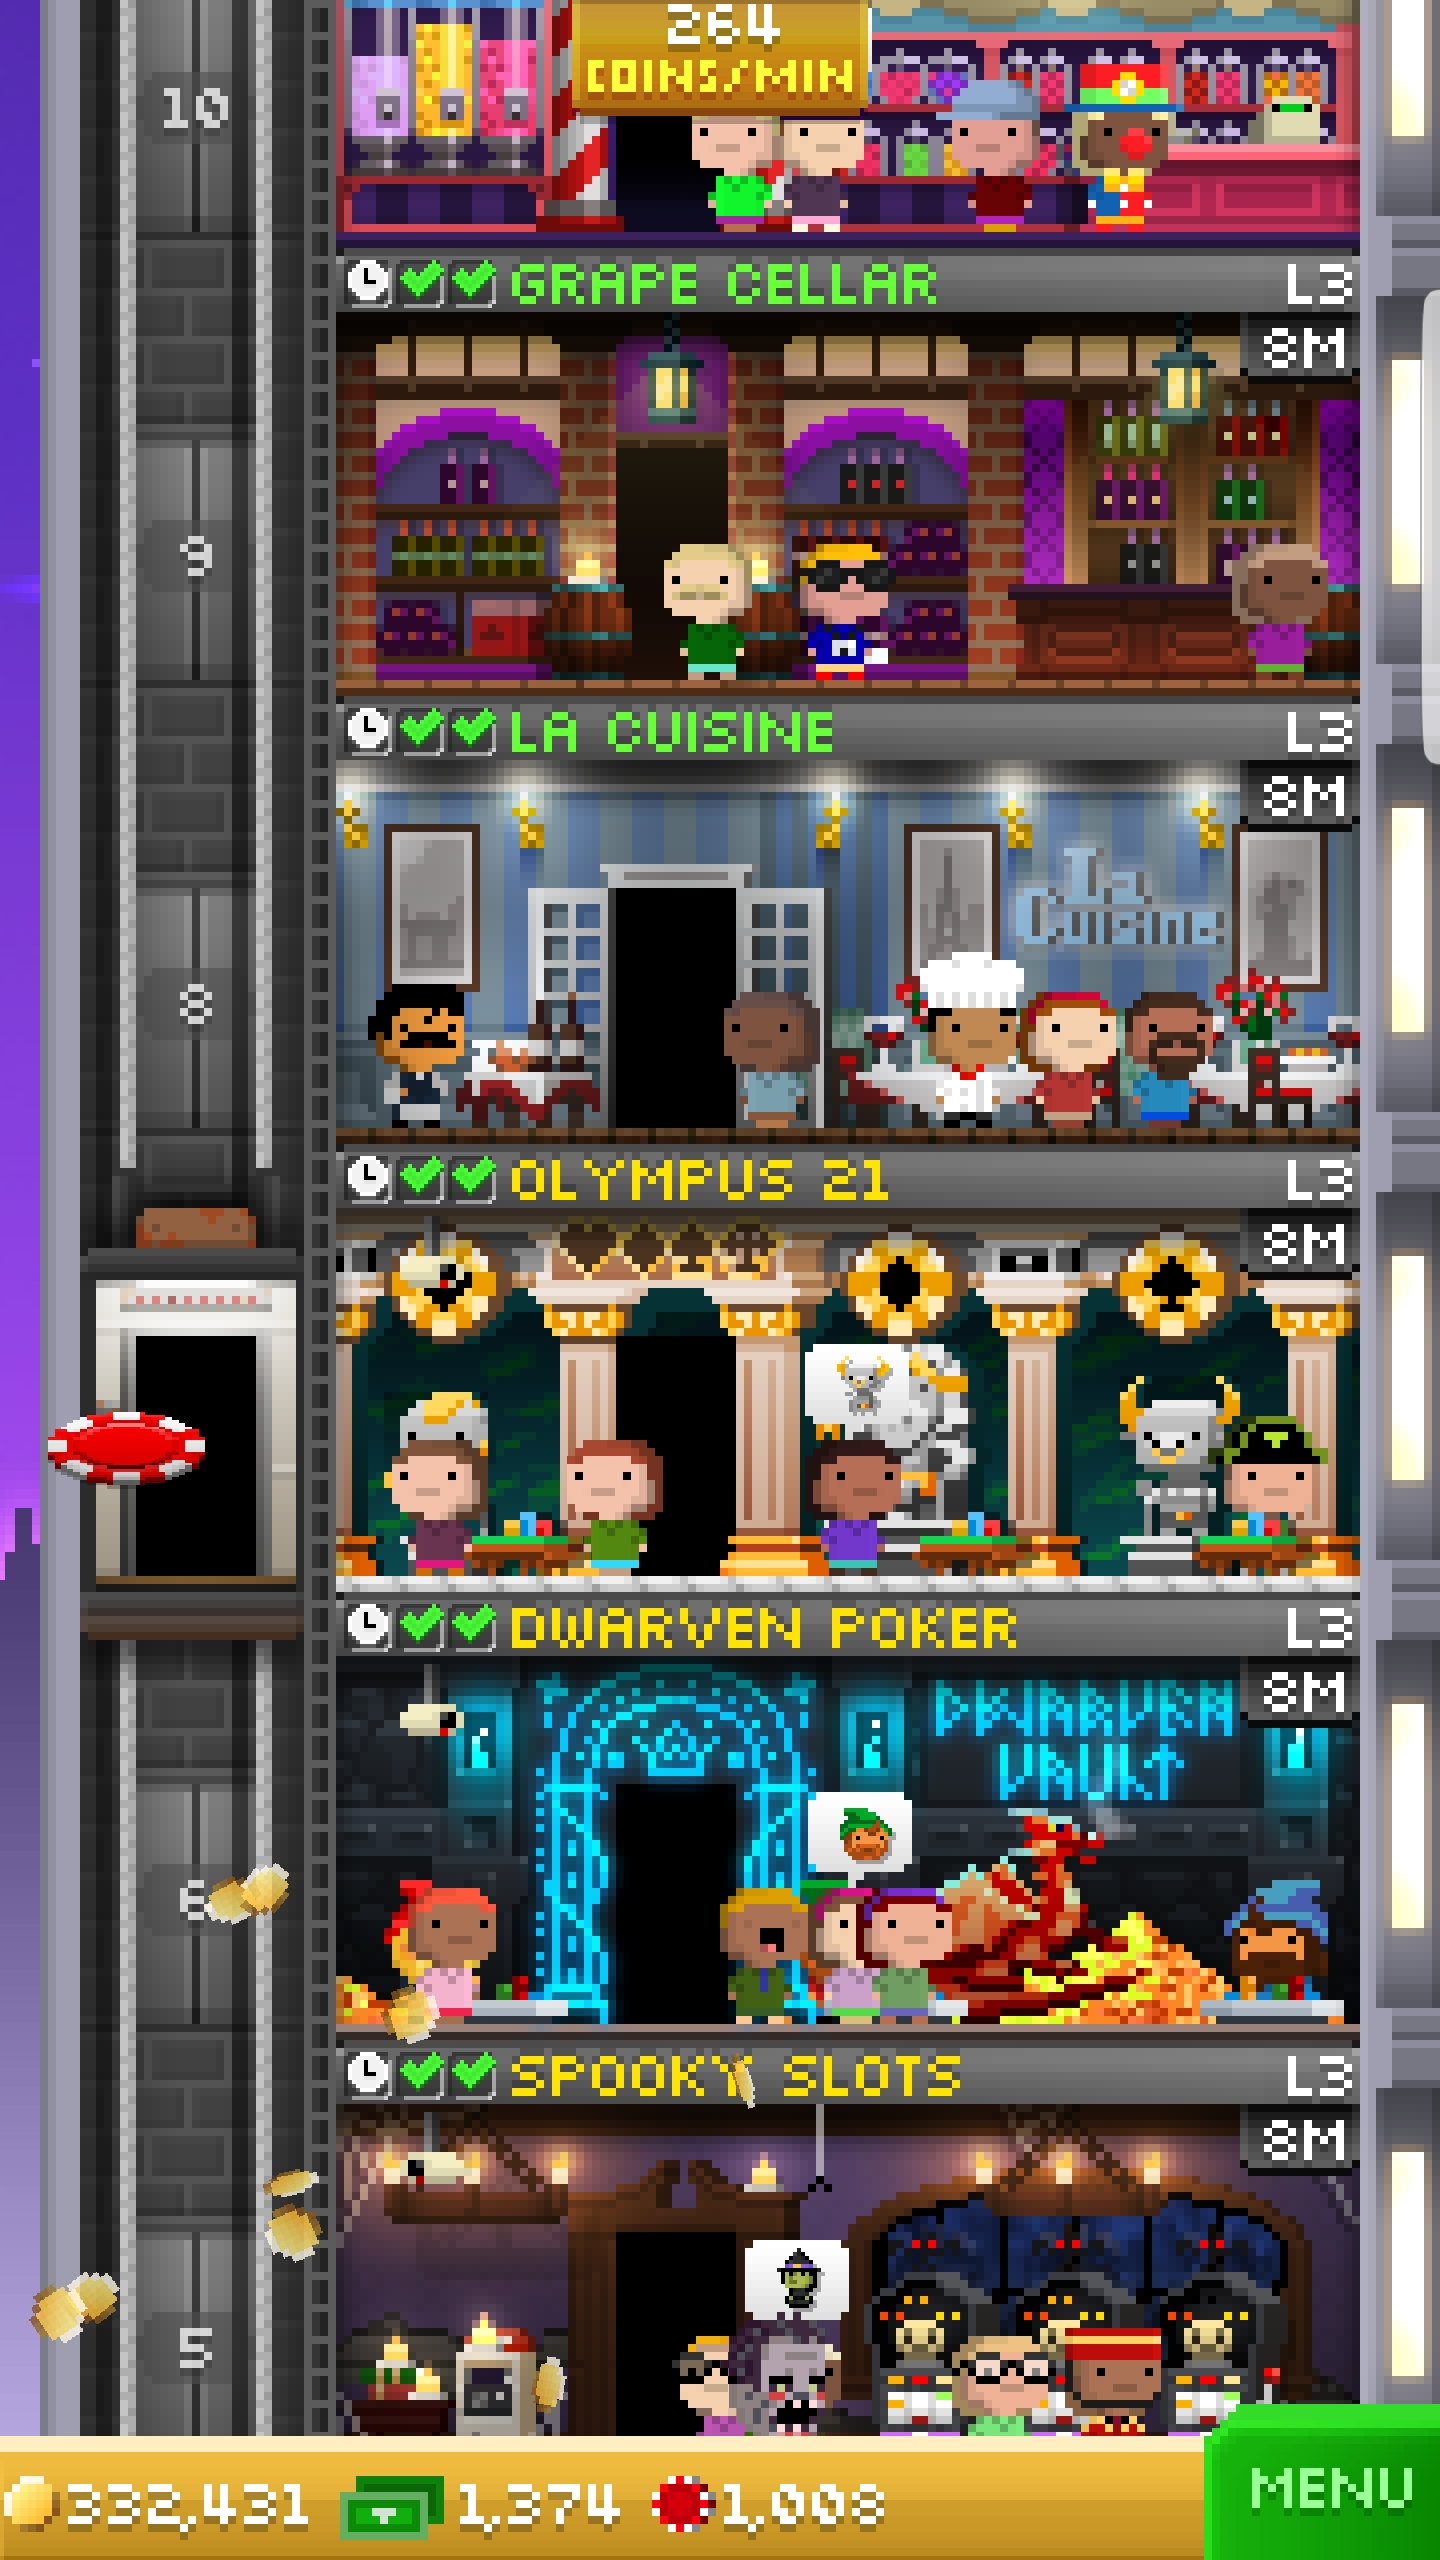 264
COINS/MIN
10
GRAPE CELLAR L3
8M
9
LA CUISINE L3
8M
La
Cuisine
8
OLYMPUS 21 L3
8M
DWARVEN POKER L3
8M
DWARVEN
VAULT
6
SPOOKY SLOTS L3
8M
5
332,431 1,374 1,008
MENU